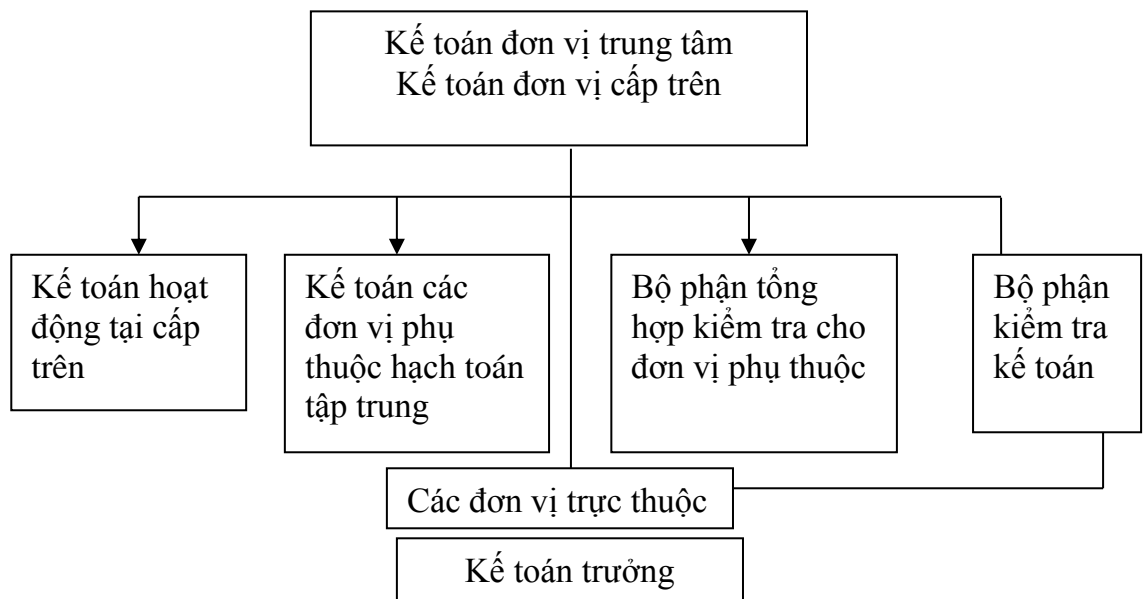 Kế toán đơn vị trung tâm
Kế toán đơn vị cấp trên
Kế toán hoạt
động tại cấp
trên
Kế toán các
đơn vị phụ
thuộc hạch toán
tập trung
Bộ phận tổng
hợp kiểm tra cho
đơn vị phụ thuộc
Bộ phận
kiểm tra
kế toán
Các đơn vị trực thuộc
Kế toán trưởng